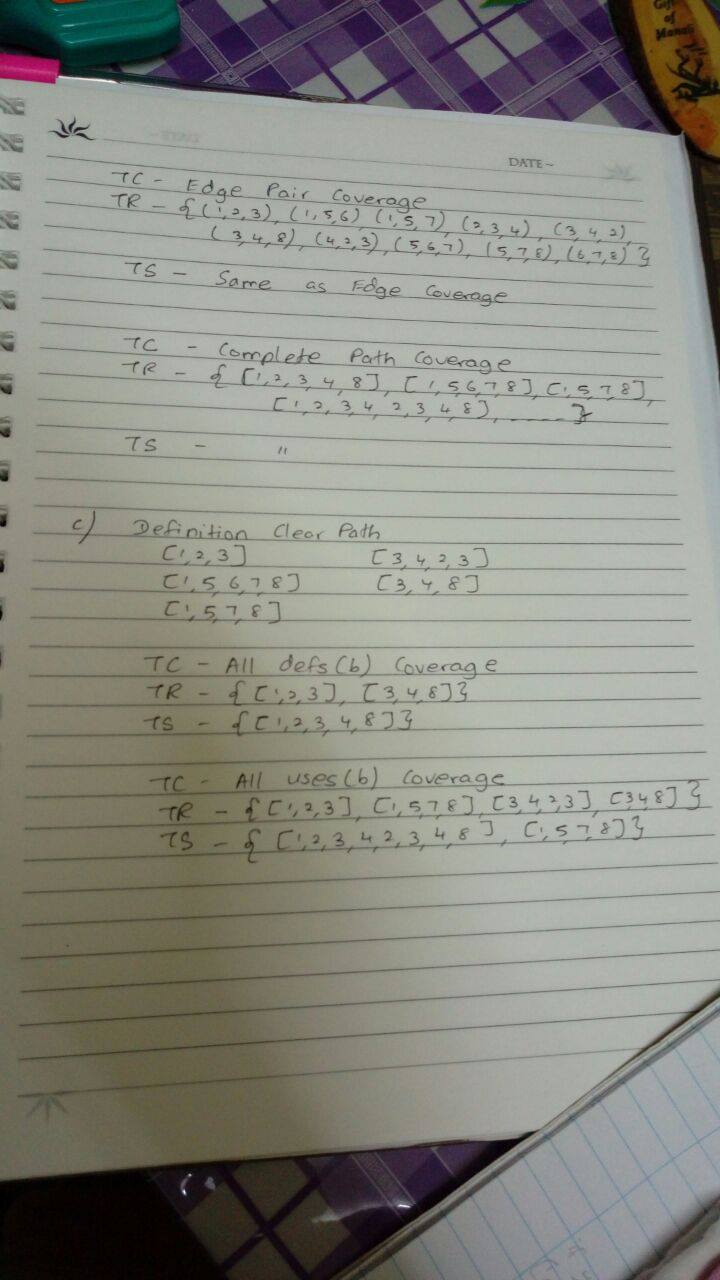 Gift
of
Manali
DATE~
TC - Edge Pair Coverage
TR - {(1,2,3), (1,5,6) (1,5,7), (2,3,4), (3,4,2),
(3,4,8), (4,2,3), (5,6,7), (5,7,8), (6,7,8)}
TS - Same as Edge Coverage
TC - Complete Path Coverage
TR - {[1,2,3,4,8], [1,5,6,7,8], [1,5,7,8],
[1,2,3,4,2,3,4,8], ......}
TS - "
c) Definition Clear Path
[1,2,3] [3,4,2,3]
[1,5,6,7,8] [3,4,8]
[1,5,7,8]
TC - All defs(b) Coverage
TR - {[1,2,3], [3,4,8]}
TS - {[1,2,3,4,8]}
TC - All uses(b) Coverage
TR - {[1,2,3], [1,5,7,8], [3,4,2,3], [3,4,8]}
TS - {[1,2,3,4,2,3,4,8], [1,5,7,8]}